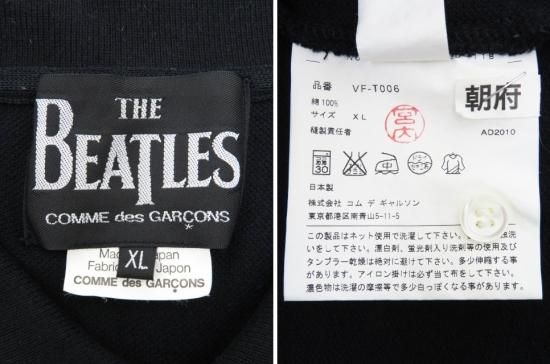 THE
BEATLES
COMME des GARÇONS
XL
Made in Japan
Fabric Japan
COMME des GARÇONS
品番 VF-T006
綿100%
サイズ XL
縫製責任者
宮内
朝府
AD2010
30
中
日本製
株式会社 コム デ ギャルソン
東京都港区南青山5-11-5
この製品はネット使用で洗濯して下さい。
洗いをして下さい。漂白剤、蛍光剤入り洗剤等の使用及び
タンブラー乾燥は絶対に避けて下さい。多少伸縮する事が
あります。アイロン掛けは必ず当て布をして下さい。
濃色物は洗濯の摩擦等で多少白っぽくなる事があります。